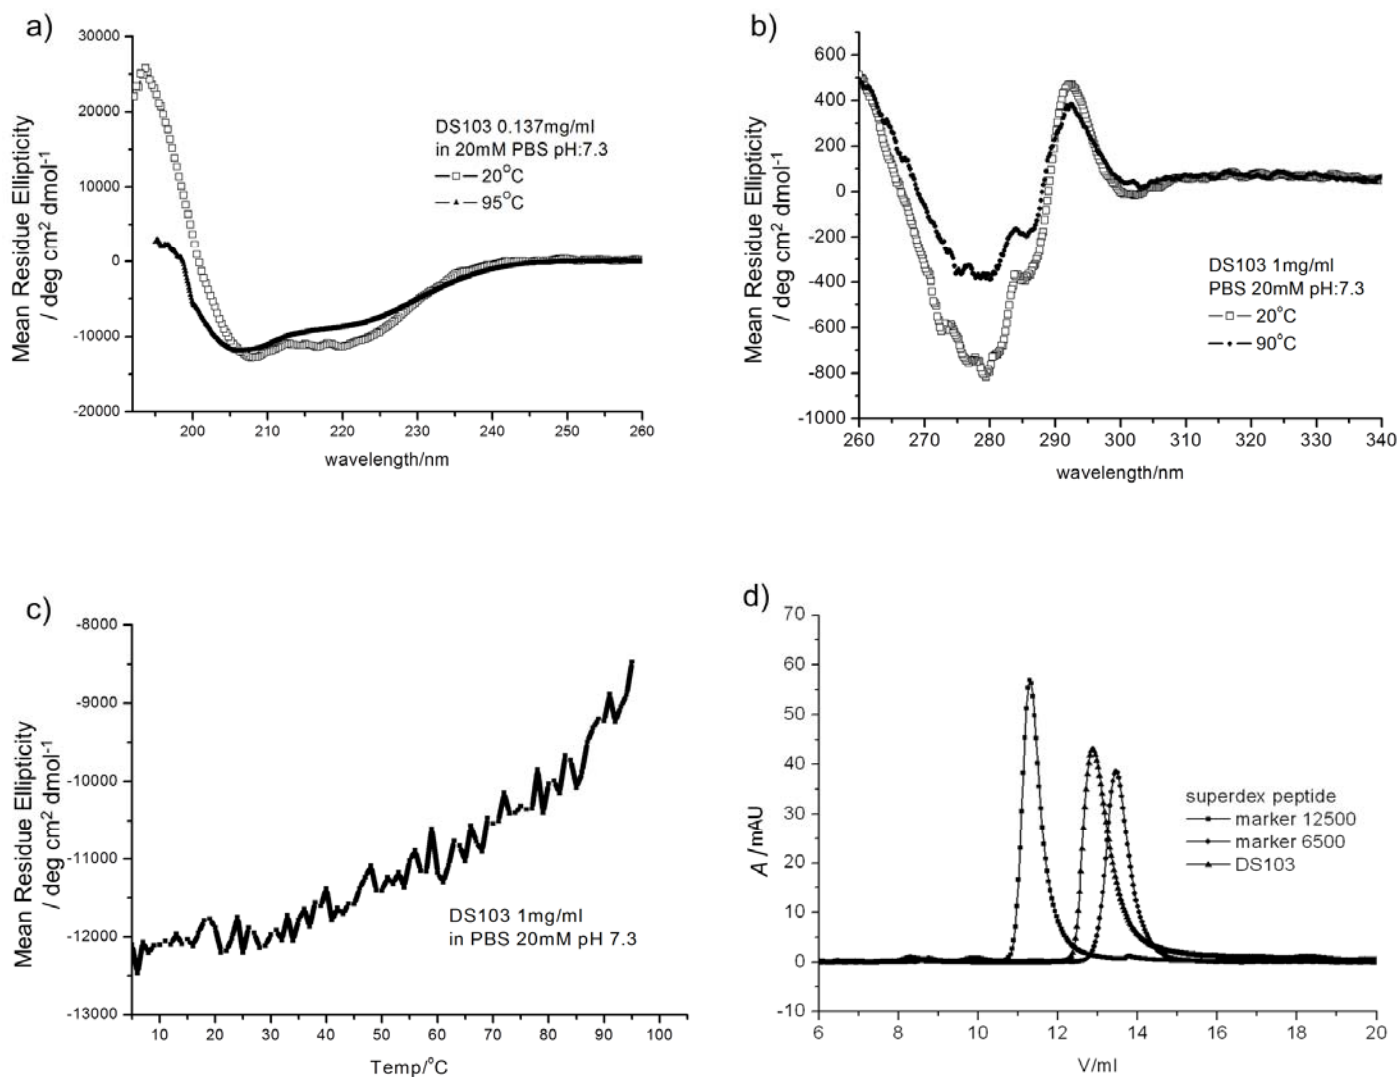 a)
Mean Residue Ellipticity
/ deg cm² dmol⁻¹
30000
20000
10000
0
-10000
-20000
200
210
220
230
240
250
260
wavelength/nm
DS103 0.137mg/ml
in 20mM PBS pH:7.3
20°C
95°C
b)
Mean Residue Ellipticity
/ deg cm² dmol⁻¹
600
400
200
0
-200
-400
-600
-800
-1000
260
270
280
290
300
310
320
330
340
wavelength/nm
DS103 1mg/ml
PBS 20mM pH:7.3
20°C
90°C
c)
Mean Residue Ellipticity
/ deg cm² dmol⁻¹
-8000
-9000
-10000
-11000
-12000
-13000
10
20
30
40
50
60
70
80
90
100
Temp/°C
DS103 1mg/ml
in PBS 20mM pH 7.3
d)
A /mAU
70
60
50
40
30
20
10
0
-10
6
8
10
12
14
16
18
20
V/ml
superdex peptide
marker 12500
marker 6500
DS103